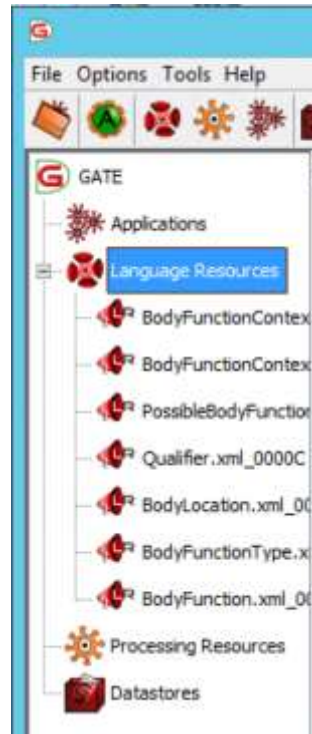 File Options Tools Help
GATE
Applications
Language Resources
BodyFunctionContex
BodyFunctionContex
PossibleBodyFunction
Qualifier.xml_0000C
BodyLocation.xml_00
BodyFunctionType.x
BodyFunction.xml_00
Processing Resources
Datastores